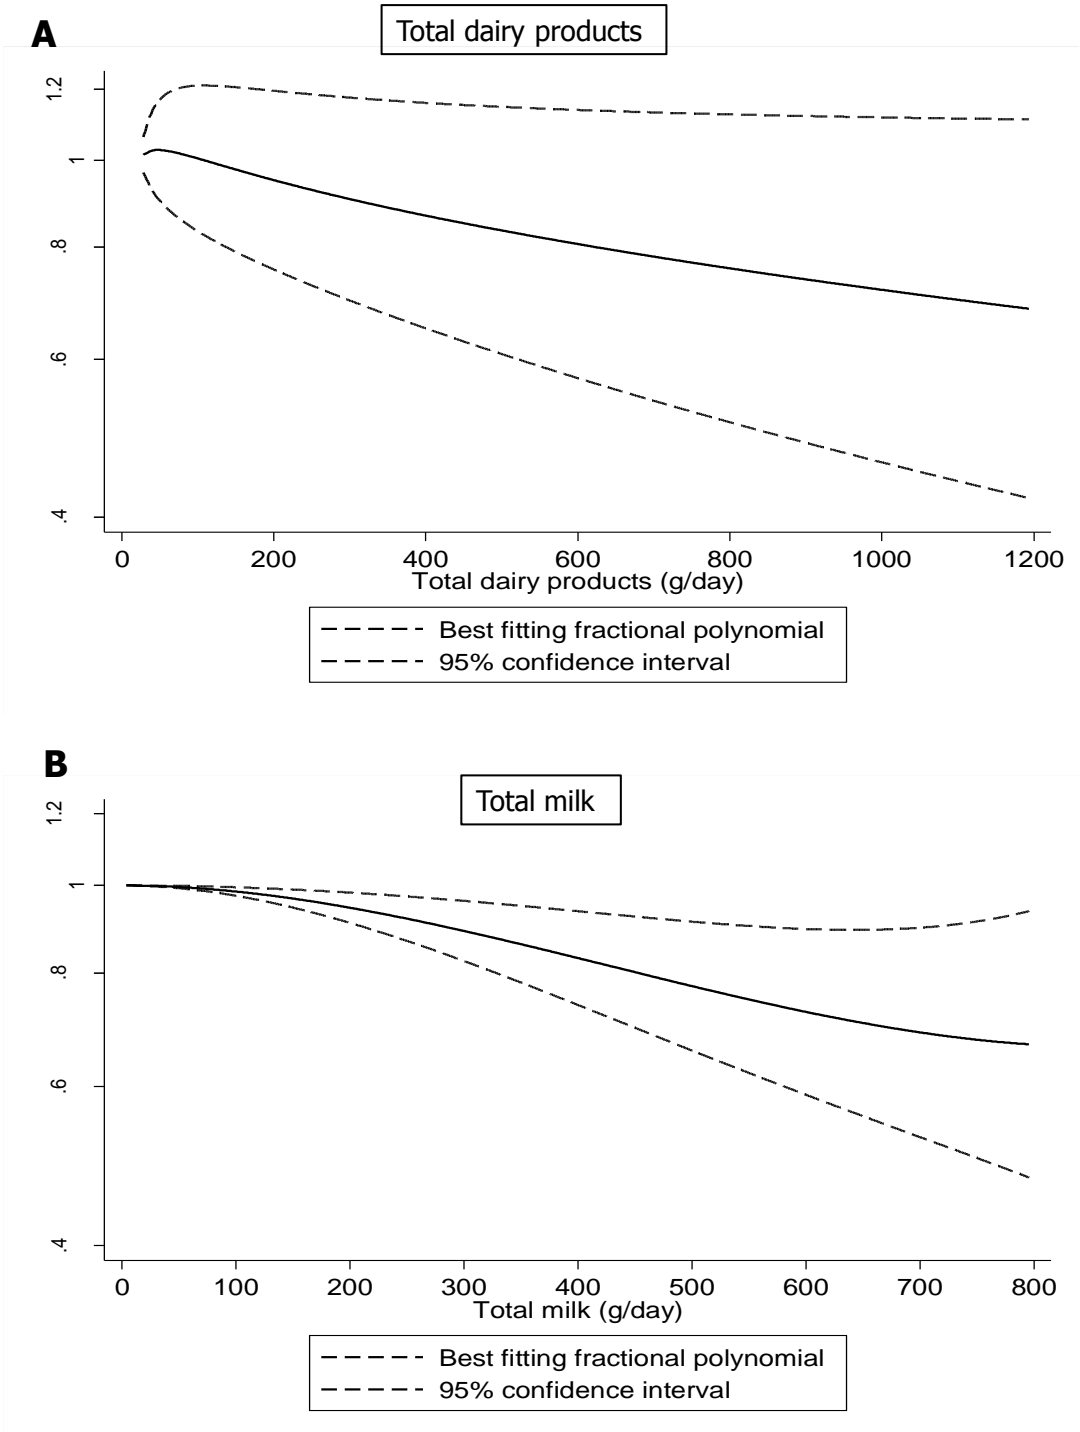 A
Total dairy products
1.2
1
.8
.6
.4
0 200 400 600 800 1000 1200
Total dairy products (g/day)
Best fitting fractional polynomial
95% confidence interval
B
Total milk
1.2
1
.8
.6
.4
0 100 200 300 400 500 600 700 800
Total milk (g/day)
Best fitting fractional polynomial
95% confidence interval